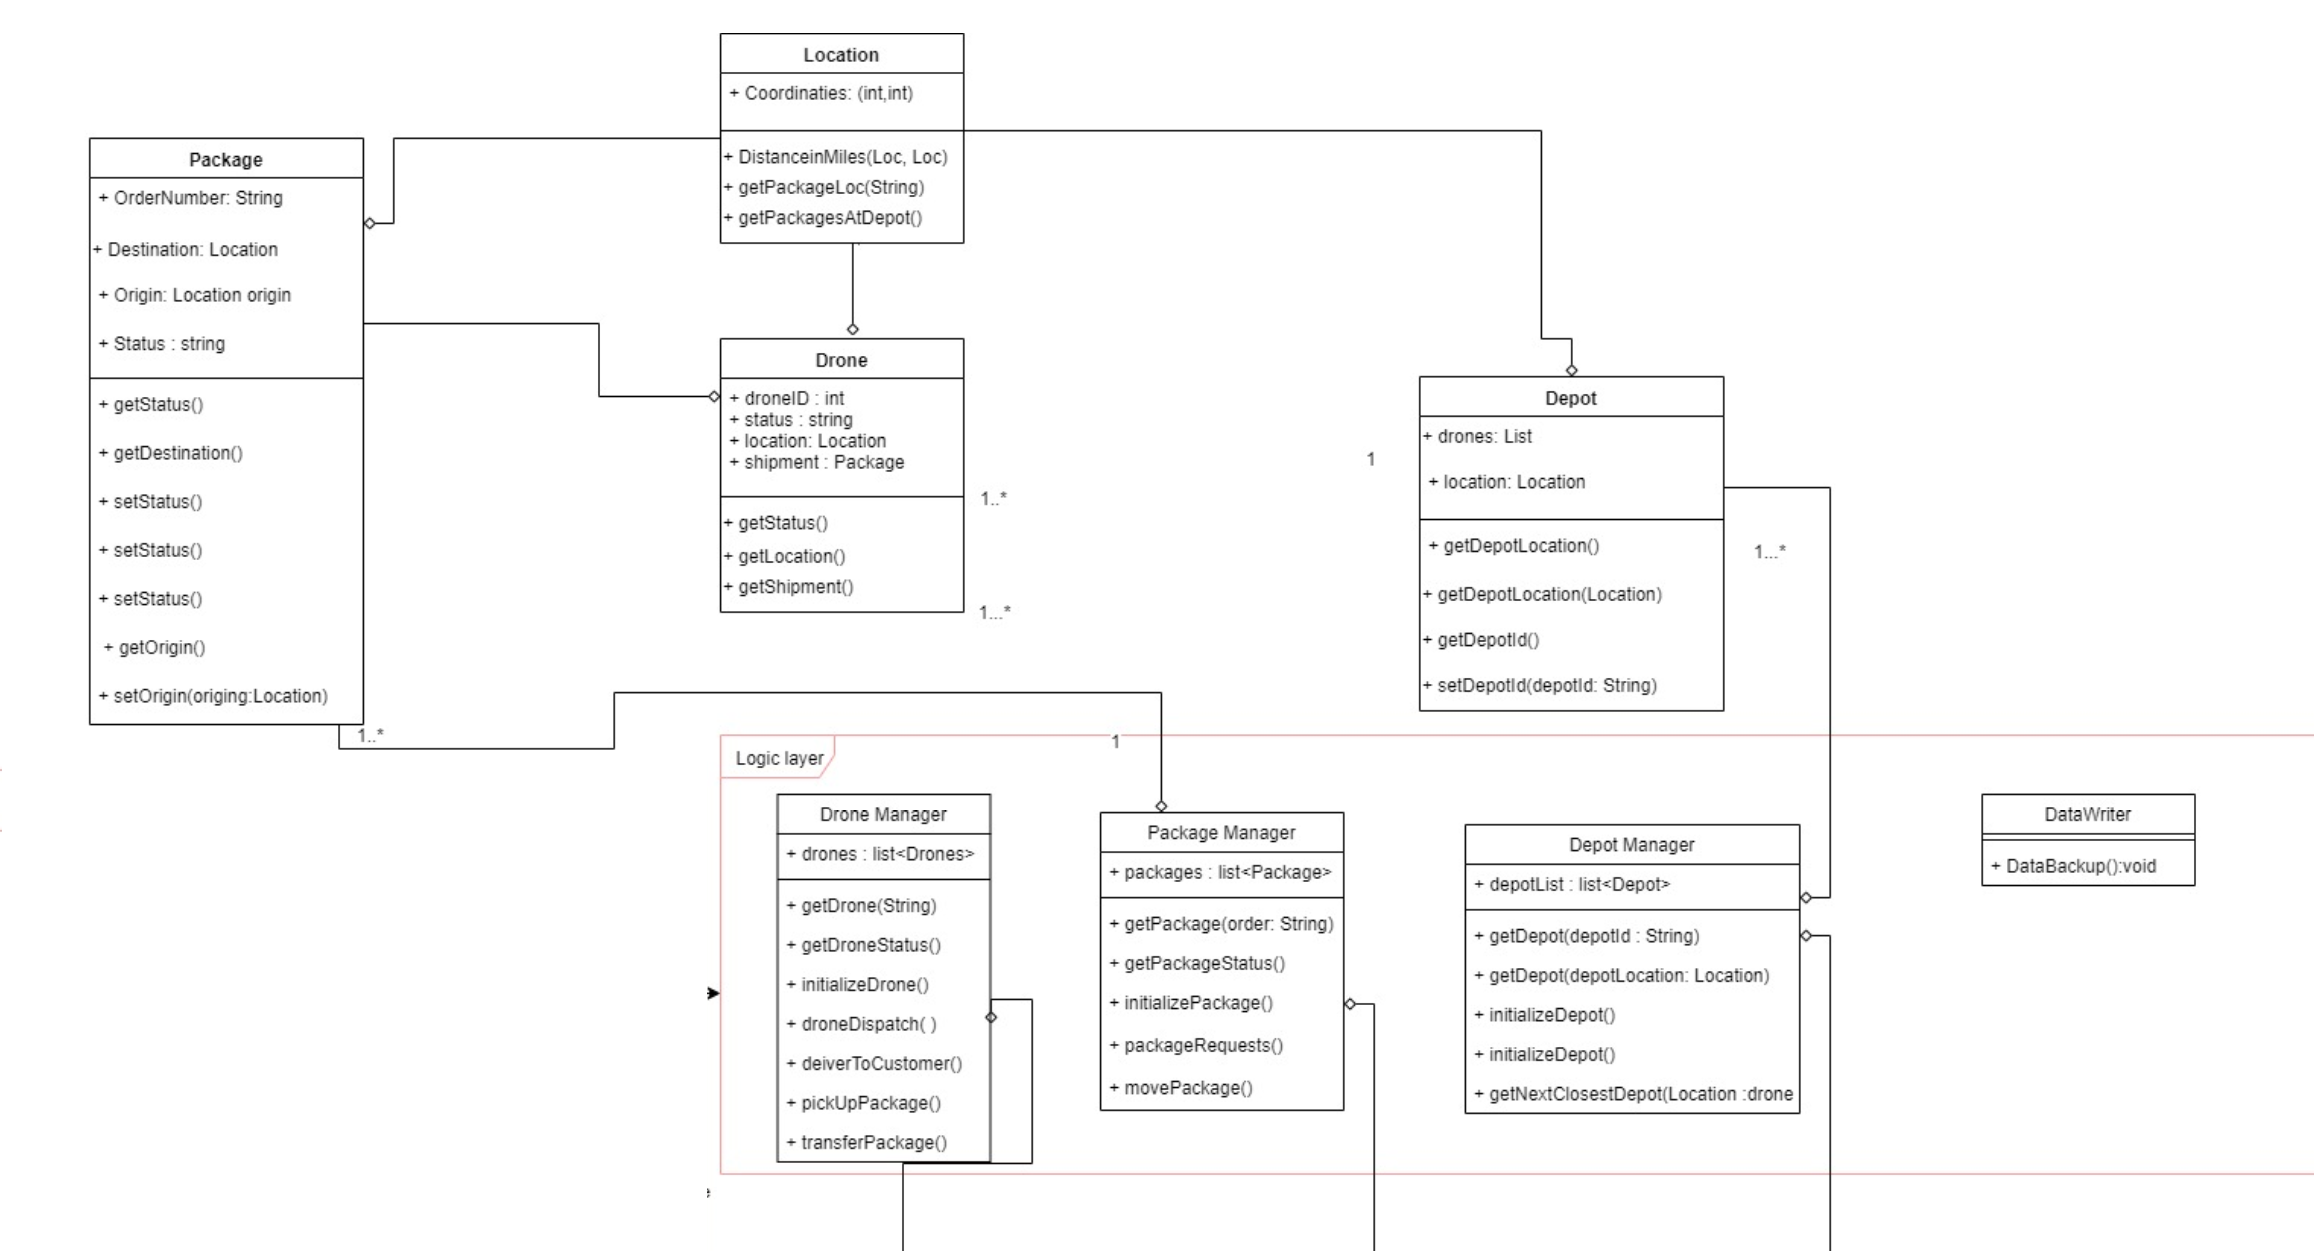 Location
+ Coordinaties: (int,int)
+ DistanceinMiles(Loc, Loc)
+ getPackageLoc(String)
+ getPackagesAtDepot()
Package
+ OrderNumber: String
+ Destination: Location
+ Origin: Location origin
+ Status : string
+ getStatus()
+ getDestination()
+ setStatus()
+ setStatus()
+ setStatus()
+ getOrigin()
+ setOrigin(origing:Location)
1..*
Drone
+ droneID : int
+ status : string
+ location: Location
+ shipment : Package
+ getStatus()
+ getLocation()
+ getShipment()
1..*
1...*
1
Depot
+ drones: List
+ location: Location
+ getDepotLocation()
+ getDepotLocation(Location)
+ getDepotId()
+ setDepotId(depotId: String)
1...*
1
Logic layer
Drone Manager
+ drones : list<Drones>
+ getDrone(String)
+ getDroneStatus()
+ initializeDrone()
+ droneDispatch( )
+ deiverToCustomer()
+ pickUpPackage()
+ transferPackage()
Package Manager
+ packages : list<Package>
+ getPackage(order: String)
+ getPackageStatus()
+ initializePackage()
+ packageRequests()
+ movePackage()
Depot Manager
+ depotList : list<Depot>
+ getDepot(depotId : String)
+ getDepot(depotLocation: Location)
+ initializeDepot()
+ initializeDepot()
+ getNextClosestDepot(Location :drone
DataWriter
+ DataBackup():void